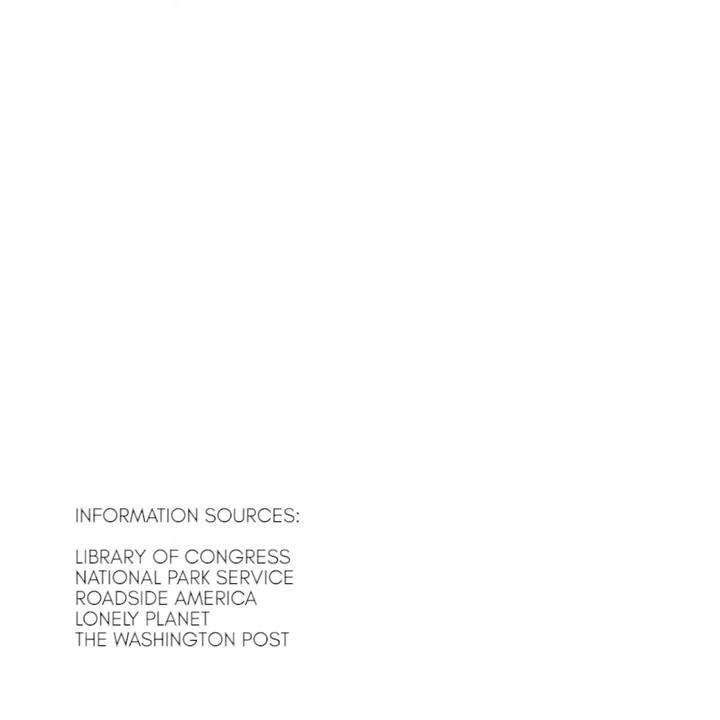 INFORMATION SOURCES:
LIBRARY OF CONGRESS
NATIONAL PARK SERVICE
ROADSIDE AMERICA
LONELY PLANET
THE WASHINGTON POST